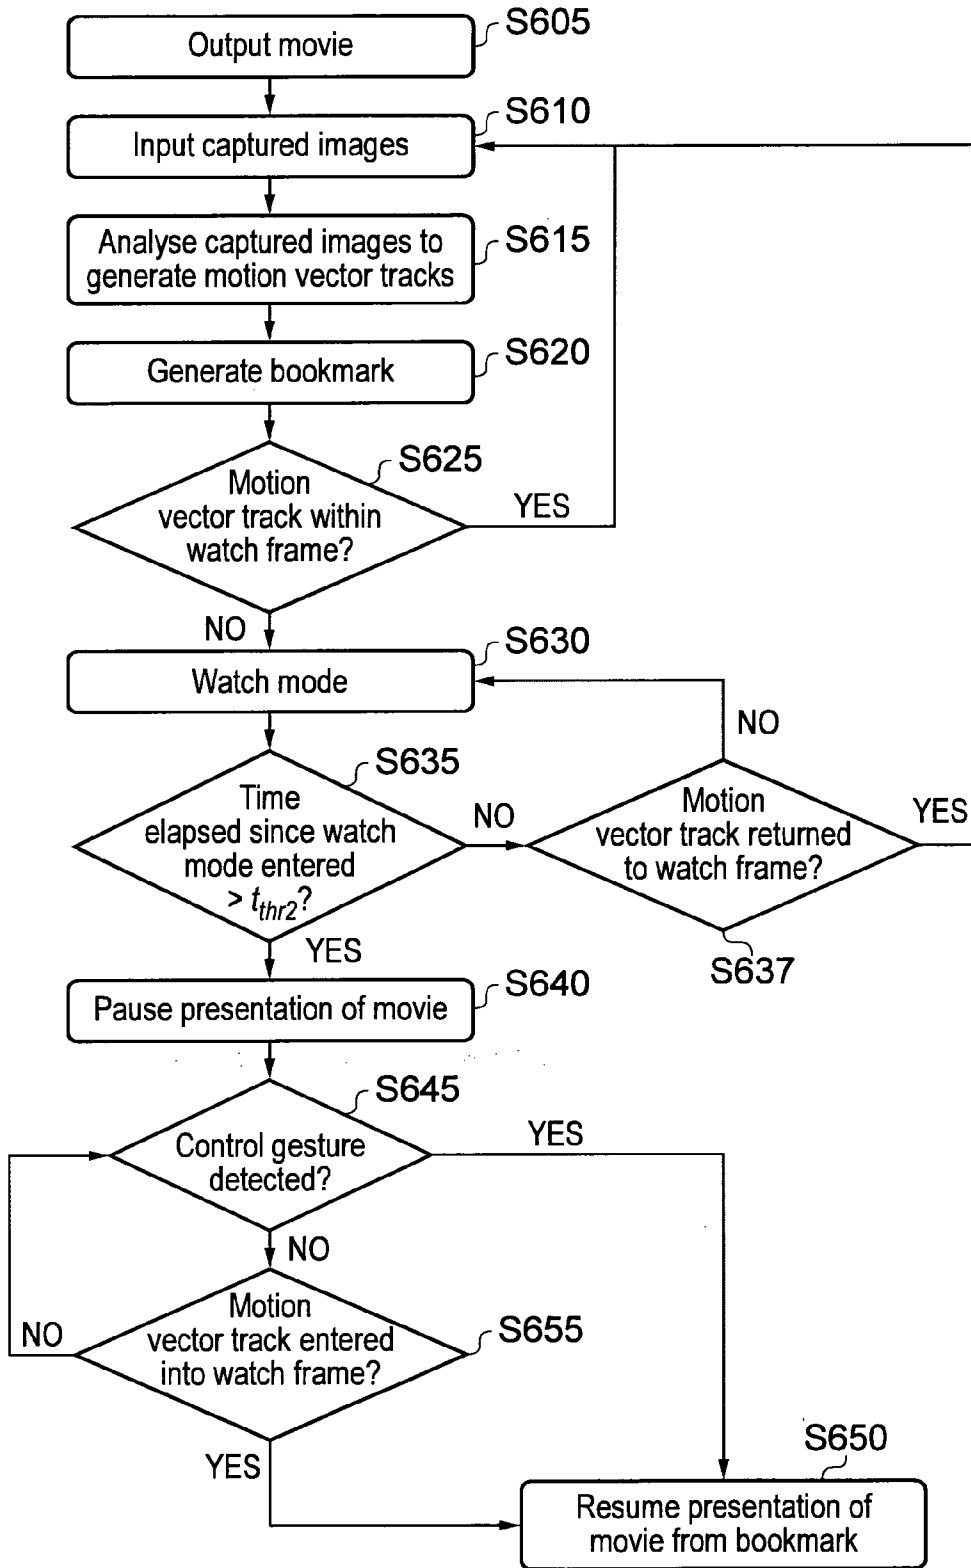 Output movie
S605
Input captured images
S610
Analyse captured images to
generate motion vector tracks
S615
Generate bookmark
S620
Motion
vector track within
watch frame?
S625
YES
NO
Watch mode
S630
NO
Time
elapsed since watch
mode entered
> t_thr2?
S635
NO
Motion
vector track returned
to watch frame?
YES
S637
YES
Pause presentation of movie
S640
Control gesture
detected?
S645
YES
NO
Motion
vector track entered
into watch frame?
NO
S655
YES
S650
Resume presentation of
movie from bookmark